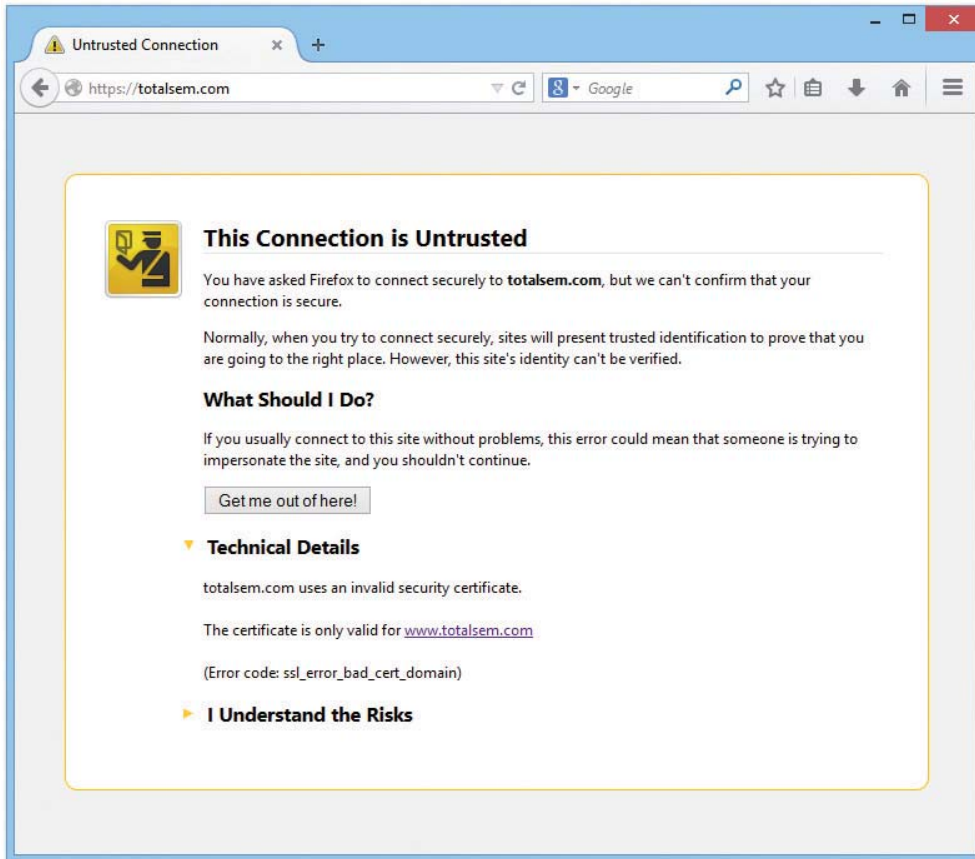 Untrusted Connection
https://totalsem.com
Google
This Connection is Untrusted
You have asked Firefox to connect securely to totalsem.com, but we can't confirm that your
connection is secure.
Normally, when you try to connect securely, sites will present trusted identification to prove that you
are going to the right place. However, this site's identity can't be verified.
What Should I Do?
If you usually connect to this site without problems, this error could mean that someone is trying to
impersonate the site, and you shouldn't continue.
Get me out of here!
Technical Details
totalsem.com uses an invalid security certificate.
The certificate is only valid for www.totalsem.com
(Error code: ssl_error_bad_cert_domain)
I Understand the Risks